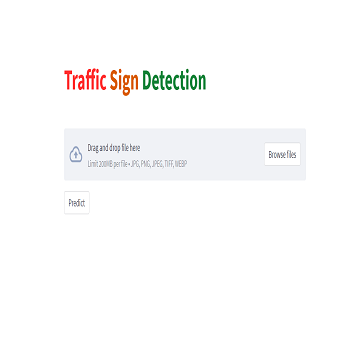 Traffic Sign Detection
Drag and drop file here
Limit 200MB per file • JPG, PNG, JPEG, TIFF, WEBP
Browse files
Predict